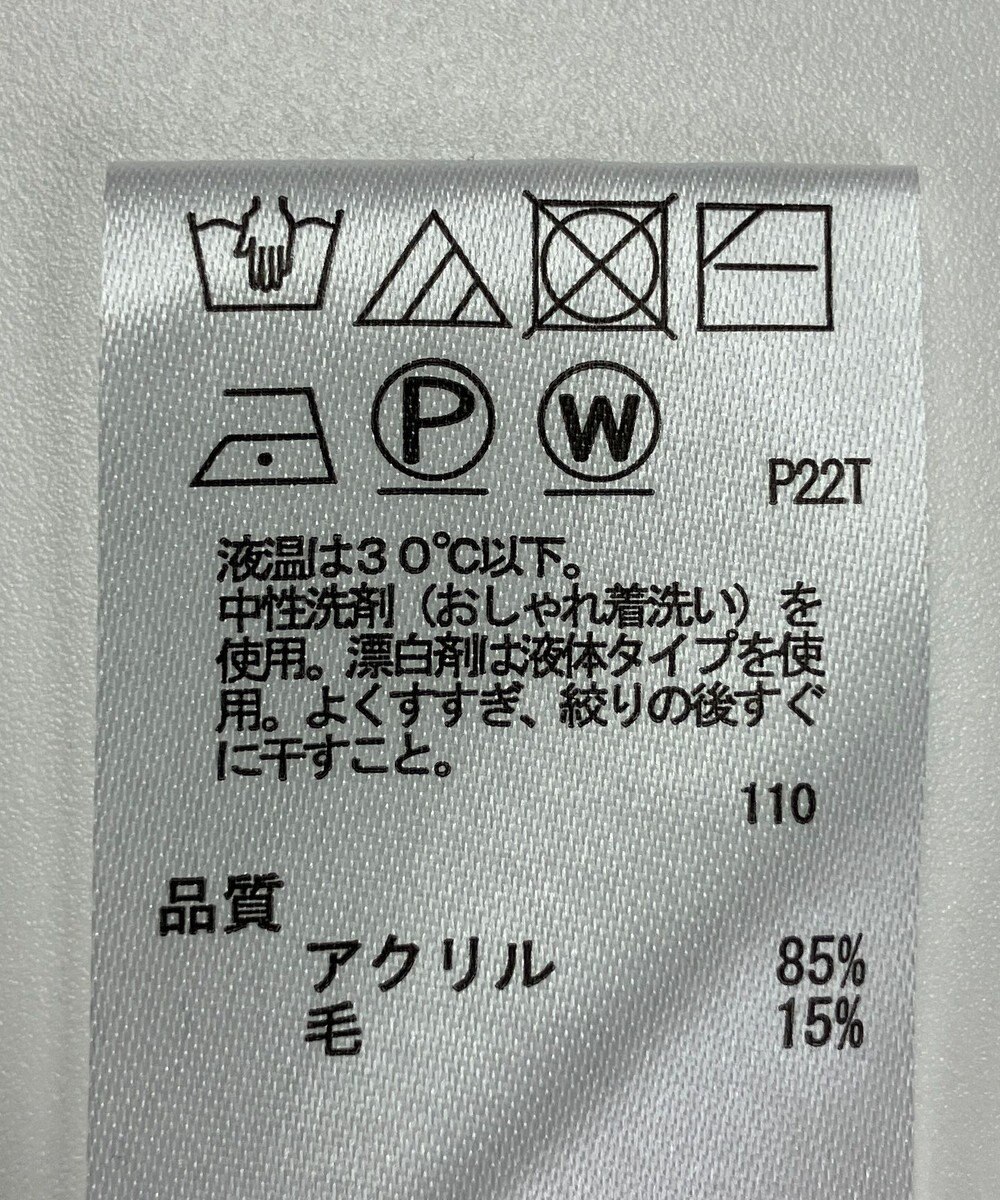 P W
P22T
液温は30℃以下。
中性洗剤（おしゃれ着洗い）を
使用。漂白剤は液体タイプを使
用。よくすすぎ、絞りの後すぐ
に干すこと。
110
品質
アクリル 85%
毛 15%